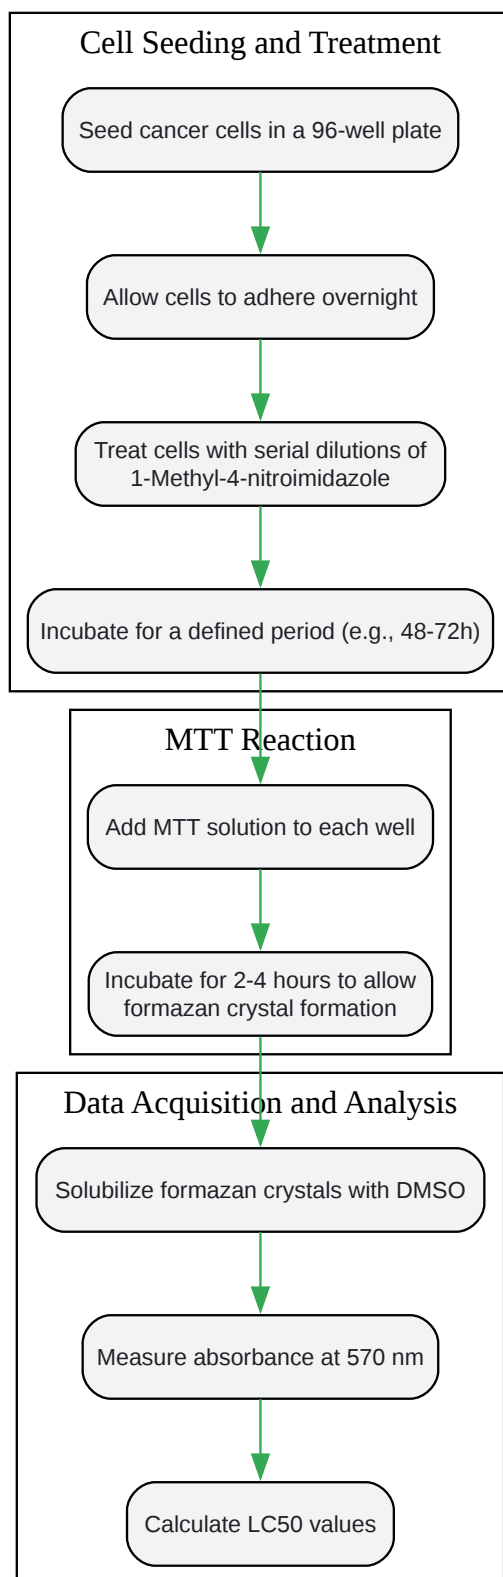 Cell Seeding and Treatment
Seed cancer cells in a 96-well plate
Allow cells to adhere overnight
Treat cells with serial dilutions of
1-Methyl-4-nitroimidazole
Incubate for a defined period (e.g., 48-72h)
MTT Reaction
Add MTT solution to each well
Incubate for 2-4 hours to allow
formazan crystal formation
Data Acquisition and Analysis
Solubilize formazan crystals with DMSO
Measure absorbance at 570 nm
Calculate LC50 values